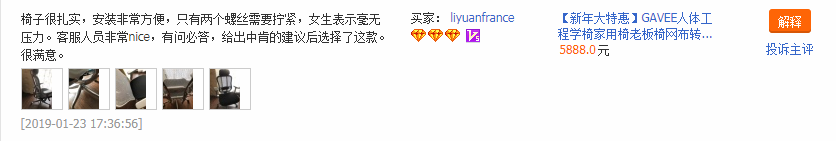 椅子很扎实，安装非常方便，只有两个螺丝需要拧紧，女生表示毫无
压力。客服人员非常nice，有问必答，给出中肯的建议后选择了这款。
很满意。
[2019-01-23 17:36:56]
买家： liyuanfrance
【新年大特惠】GAVEE人体工
程学椅家用椅老板椅网布转...
5888.0元
解释
投诉主评